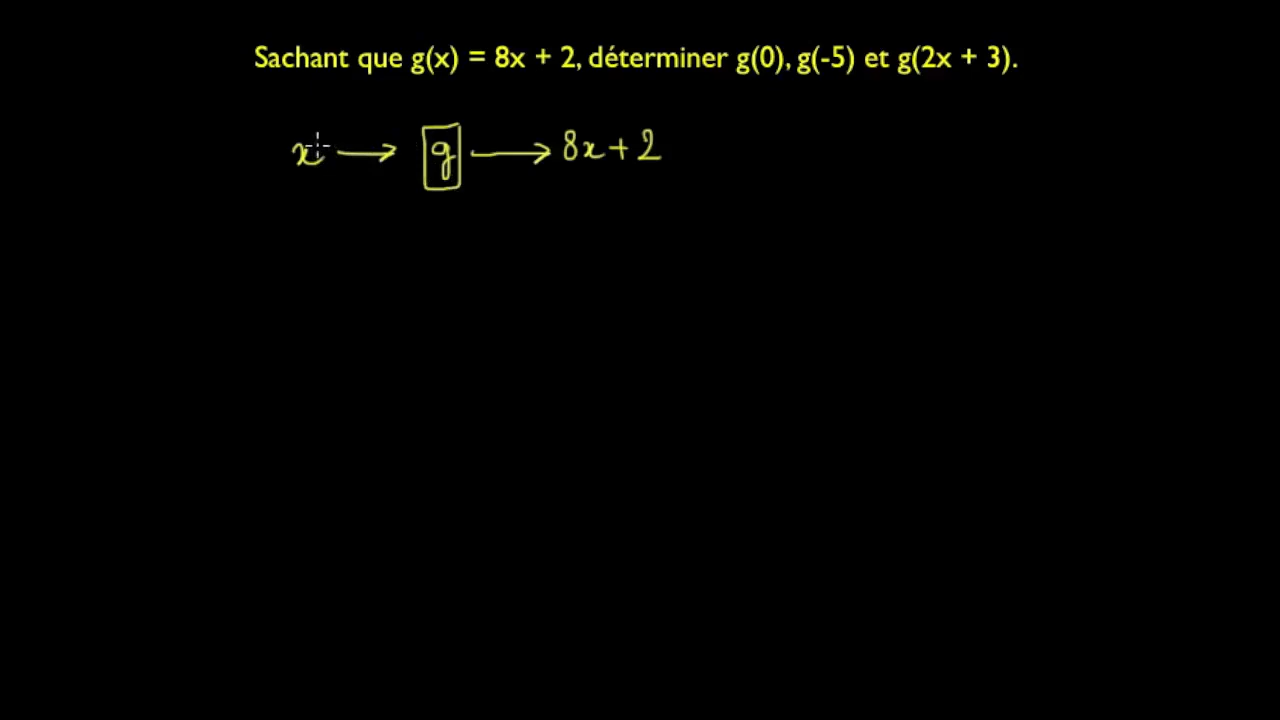 Sachant que g(x) = 8x + 2, déterminer g(0), g(-5) et g(2x + 3).
x → g → 8x + 2